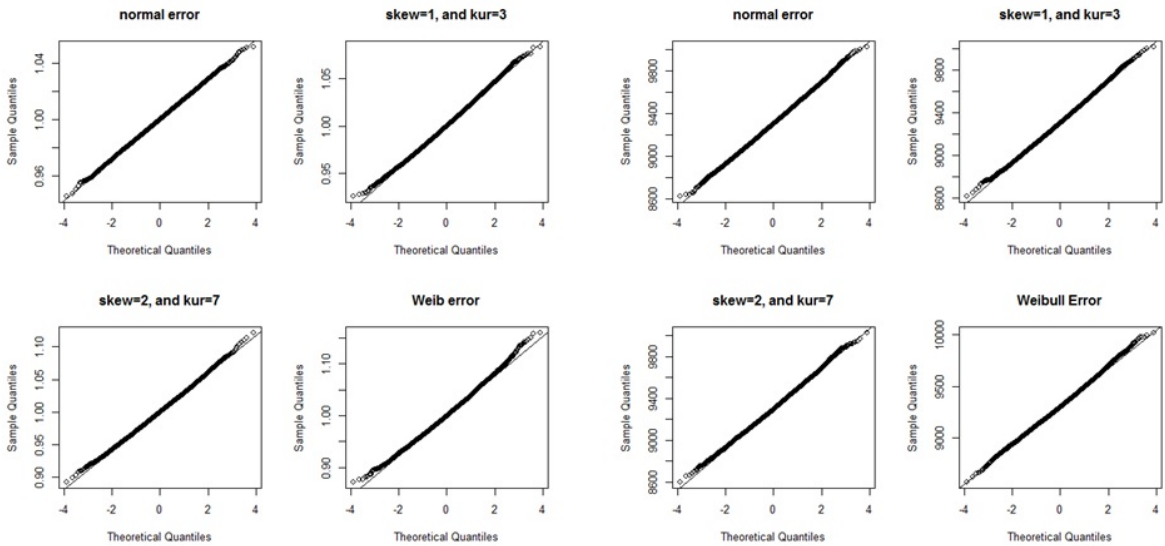 normal error
skew=1, and kur=3
normal error
skew=1, and kur=3
Sample Quantiles
0.96 1.00 1.04
-4 -2 0 2 4
Theoretical Quantiles
Sample Quantiles
0.95 1.00 1.05
-4 -2 0 2 4
Theoretical Quantiles
Sample Quantiles
8600 9000 9400 9800
-4 -2 0 2 4
Theoretical Quantiles
Sample Quantiles
8600 9000 9400 9800
-4 -2 0 2 4
Theoretical Quantiles
skew=2, and kur=7
Weib error
skew=2, and kur=7
Weibull Error
Sample Quantiles
0.90 0.95 1.00 1.05 1.10
-4 -2 0 2 4
Theoretical Quantiles
Sample Quantiles
0.90 1.00 1.10
-4 -2 0 2 4
Theoretical Quantiles
Sample Quantiles
8600 9000 9400 9800
-4 -2 0 2 4
Theoretical Quantiles
Sample Quantiles
9000 9500 10000
-4 -2 0 2 4
Theoretical Quantiles